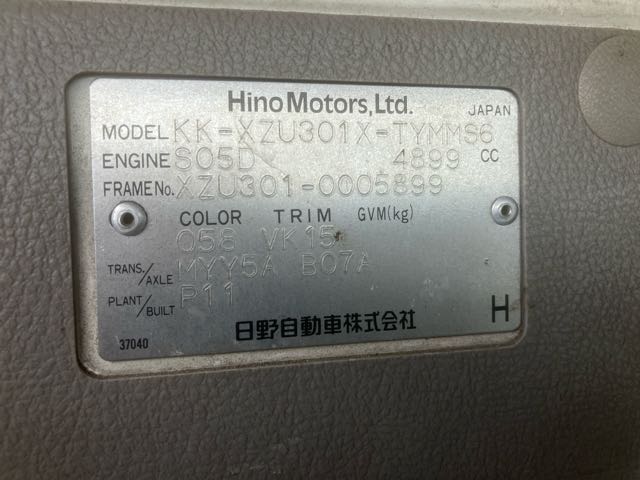 Hino Motors, Ltd. JAPAN
MODEL KK-XZU301X-TYMMS6
ENGINE S05D 4899 CC
FRAME No. XZU301-0005899
COLOR TRIM GVM(kg)
Q58 VK15
TRANS./AXLE MYY5A B07A
PLANT/BUILT P11
日野自動車株式会社 H
37040